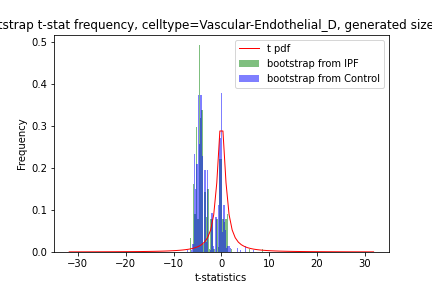 tstrap t-stat frequency, celltype=Vascular-Endothelial_D, generated size
0.5
0.4
0.3
0.2
0.1
0.0
Frequency
t pdf
bootstrap from IPF
bootstrap from Control
−30 −20 −10 0 10 20 30
t-statistics